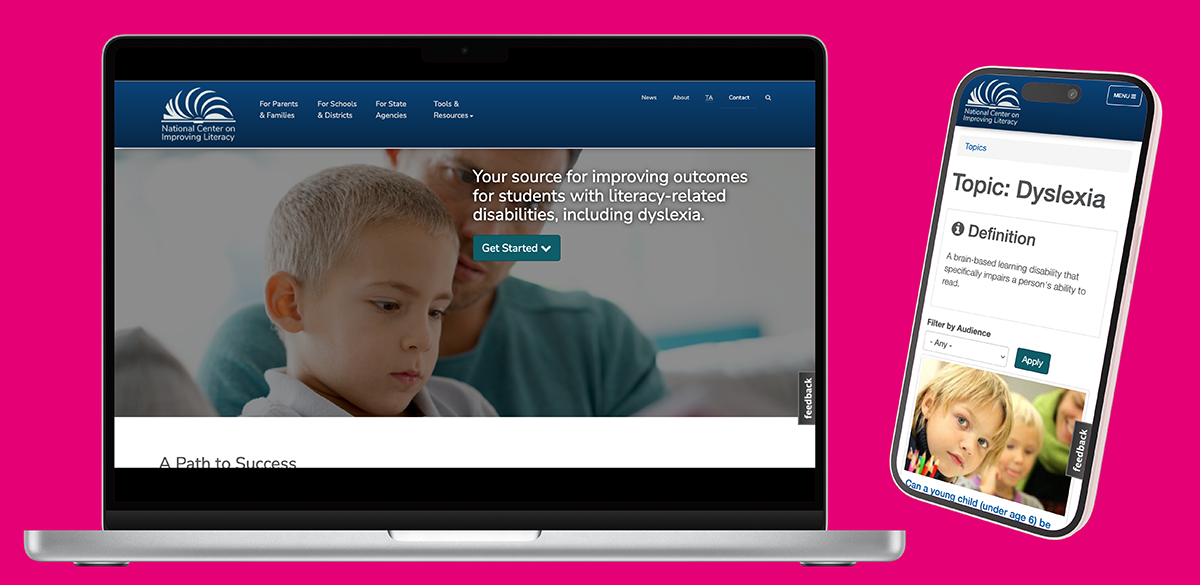 National Center on
Improving Literacy
For Parents
& Families
For Schools
& Districts
For State
Agencies
Tools &
Resources
News
About
TA
Contact
Your source for improving outcomes
for students with literacy-related
disabilities, including dyslexia.
Get Started
feedback
A Path to Success
National Center on
Improving Literacy
MENU
Topics
Topic: Dyslexia
Definition
A brain-based learning disability that
specifically impairs a person's ability to
read.
Filter by Audience
- Any -
Apply
feedback
Can a young child (under age 6) be